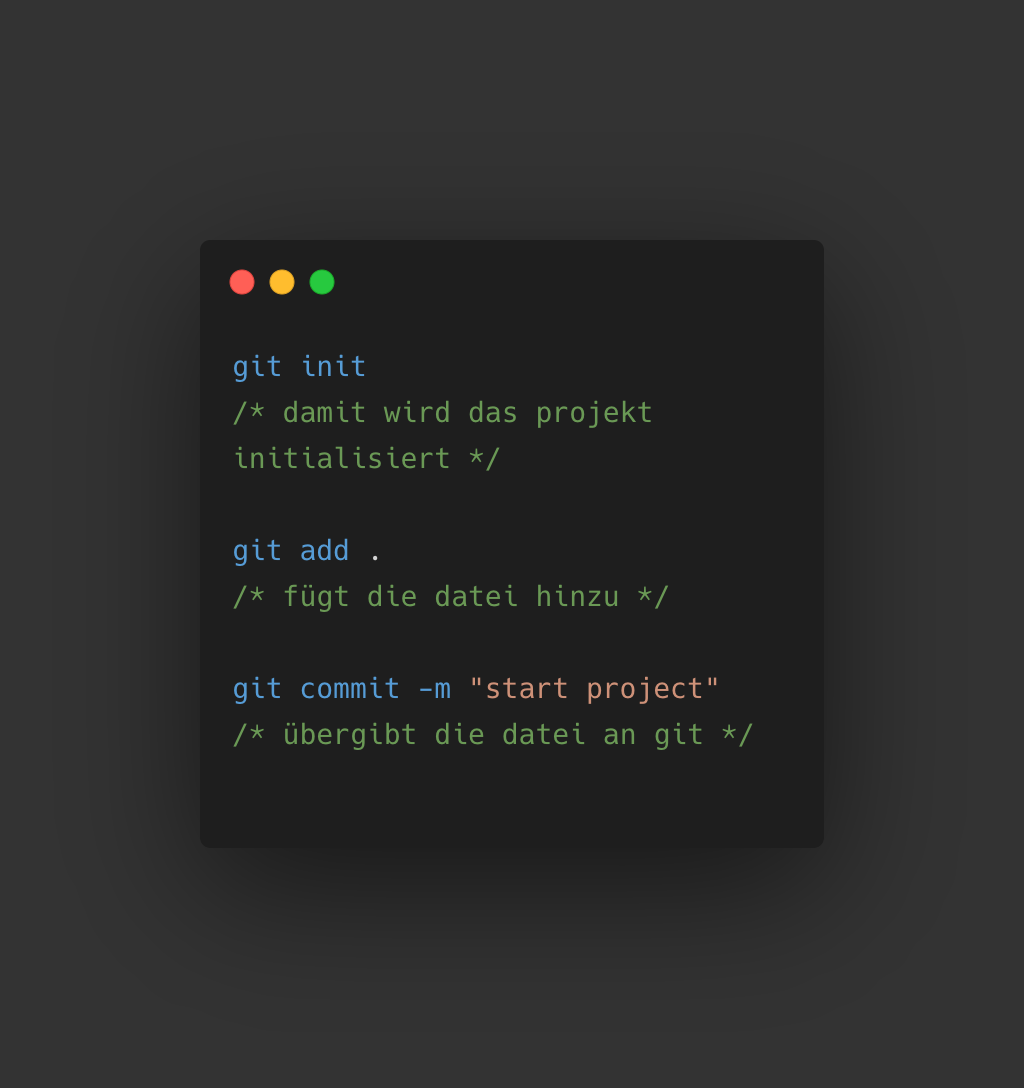 git init
/* damit wird das projekt
initialisiert */
git add .
/* fügt die datei hinzu */
git commit -m "start project"
/* übergibt die datei an git */